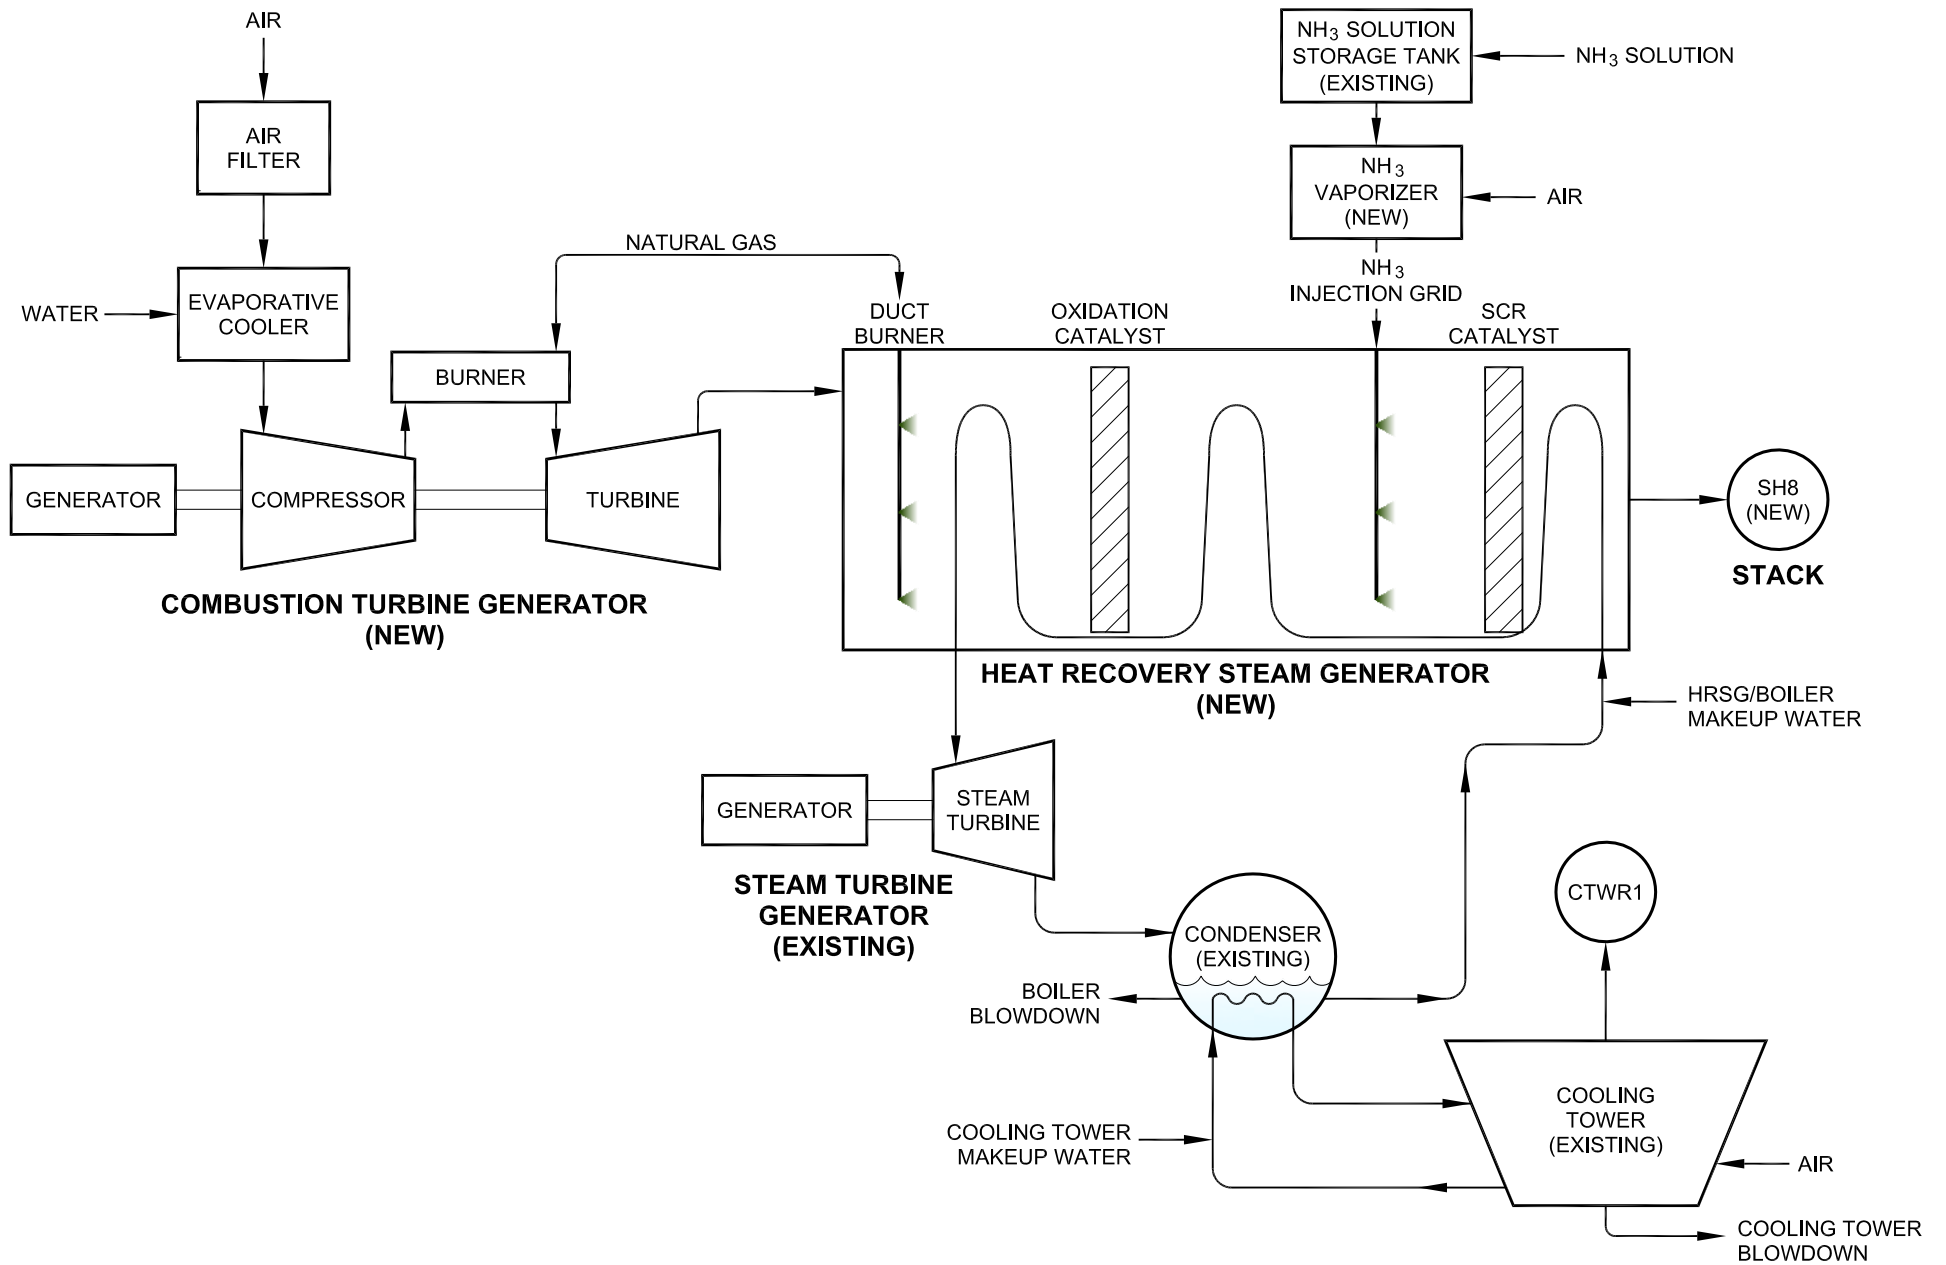 AIR
NH3 SOLUTION
STORAGE TANK
(EXISTING)
NH3 SOLUTION
AIR
FILTER
NH3
VAPORIZER
(NEW)
AIR
NATURAL GAS
NH3
INJECTION GRID
WATER
EVAPORATIVE
COOLER
DUCT
BURNER
OXIDATION
CATALYST
SCR
CATALYST
BURNER
GENERATOR
COMPRESSOR
TURBINE
SH8
(NEW)
STACK
COMBUSTION TURBINE GENERATOR
(NEW)
HEAT RECOVERY STEAM GENERATOR
(NEW)
HRSG/BOILER
MAKEUP WATER
GENERATOR
STEAM
TURBINE
STEAM TURBINE
GENERATOR
(EXISTING)
CONDENSER
(EXISTING)
CTWR1
BOILER
BLOWDOWN
COOLING TOWER
MAKEUP WATER
COOLING
TOWER
(EXISTING)
AIR
COOLING TOWER
BLOWDOWN